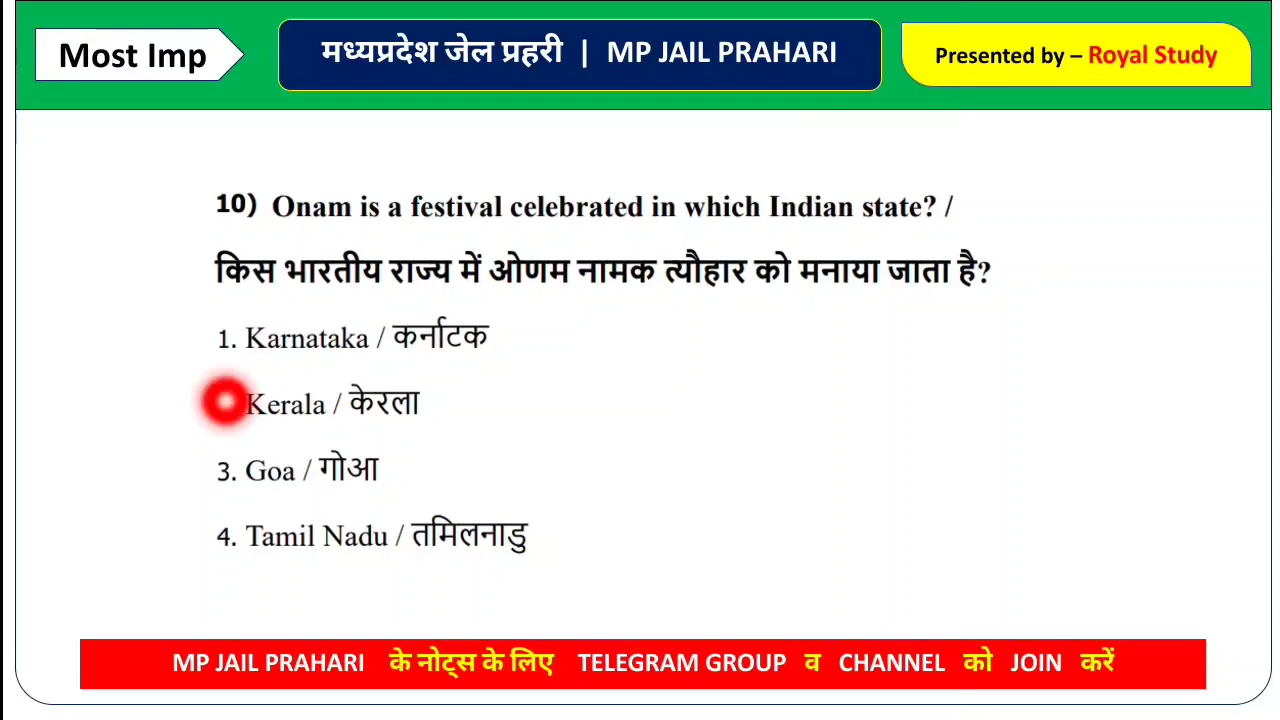 Most Imp
मध्यप्रदेश जेल प्रहरी | MP JAIL PRAHARI
Presented by – Royal Study
10) Onam is a festival celebrated in which Indian state? /
किस भारतीय राज्य में ओणम नामक त्यौहार को मनाया जाता है?
1. Karnataka / कर्नाटक
Kerala / केरला
3. Goa / गोआ
4. Tamil Nadu / तमिलनाडु
MP JAIL PRAHARI के नोट्स के लिए TELEGRAM GROUP व CHANNEL को JOIN करें